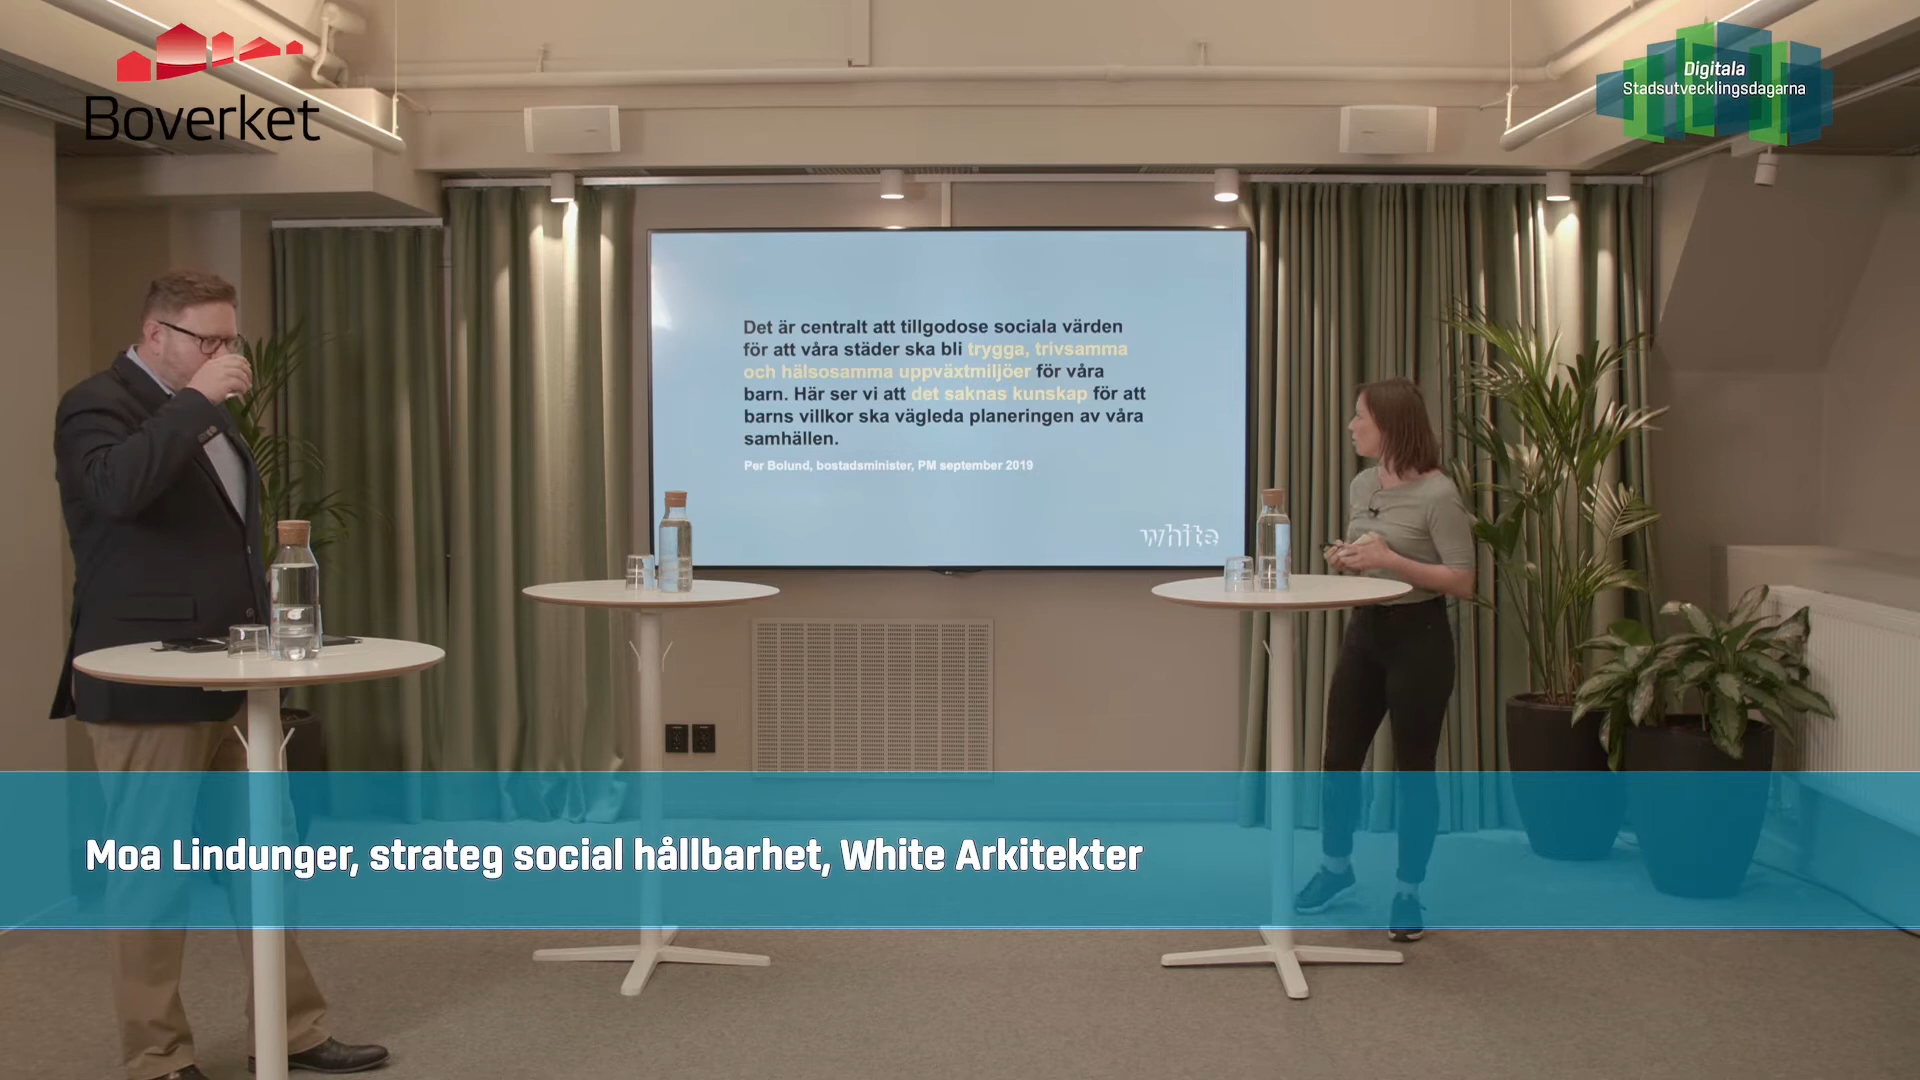 Boverket
Digitala
Stadsutvecklingsdagarna
Det är centralt att tillgodose sociala värden
för att våra städer ska bli trygga, trivsamma
och hälsosamma uppväxtmiljöer för våra
barn. Här ser vi att det saknas kunskap för att
barns villkor ska vägleda planeringen av våra
samhällen.
Per Bolund, bostadsminister, PM september 2019
white
Moa Lindunger, strateg social hållbarhet, White Arkitekter